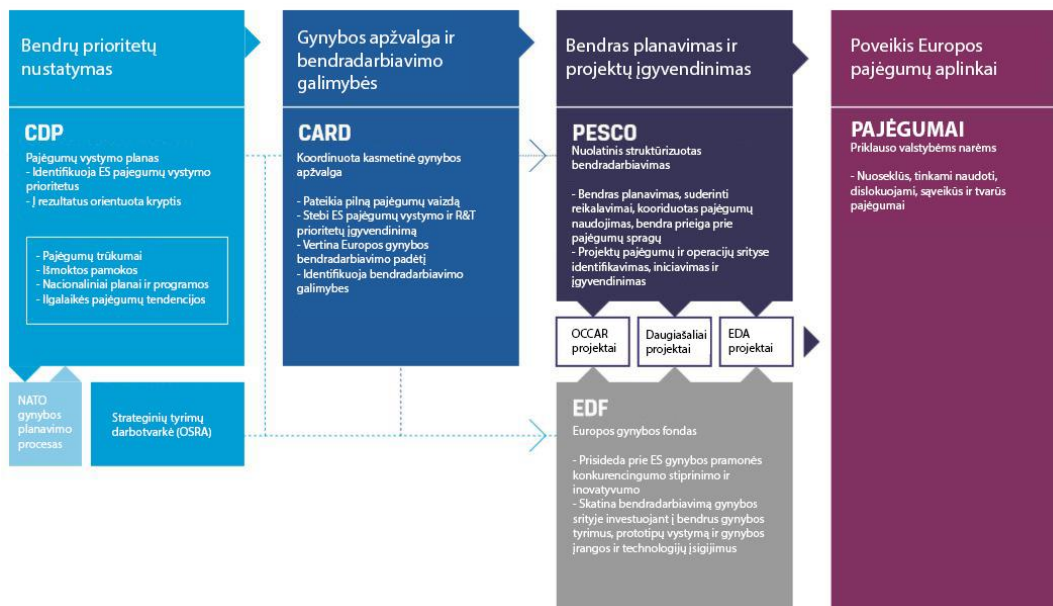 Bendrų prioritetų
nustatymas
CDP
Pajėgumų vystymo planas
- Identifikuoja ES pajegumų vystymo
prioritetus
- Į rezultatus orientuota kryptis
- Pajėgumų trūkumai
- Išmoktos pamokos
- Nacionaliniai planai ir programos
- Ilgalaikės pajėgumų tendencijos
NATO
gynybos
planavimo
procesas
Strateginių tyrimų
darbotvarkė (OSRA)
Gynybos apžvalga ir
bendradarbiavimo
galimybės
CARD
Koordinuota kasmetinė gynybos
apžvalga
- Pateikia pilną pajėgumų vaizdą
- Stebi ES pajėgumų vystymo ir R&T
prioritetų įgyvendinimą
- Vertina Europos gynybos
bendradarbiavimo padėtį
- Identifikuoja bendradarbiavimo
galimybes
Bendras planavimas ir
projektų įgyvendinimas
PESCO
Nuolatinis struktūrizuotas
bendradarbiavimas
- Bendras planavimas, suderinti
reikalavimai, kooriduotas pajėgumų
naudojimas, bendra prieiga prie
pajėgumų spragų
- Projektų pajėgumų ir operacijų srityse
identifikavimas, iniciavimas ir
įgyvendinimas
OCCAR
projektai
Daugiašaliai
projektai
EDA
projektai
EDF
Europos gynybos fondas
- Prisideda prie ES gynybos pramonės
konkurencingumo stiprinimo ir
inovatyvumo
- Skatina bendradarbiavimą gynybos
srityje investuojant į bendrus gynybos
tyrimus, prototipų vystymą ir gynybos
įrangos ir technologijų įsigijimus
Poveikis Europos
pajėgumų aplinkai
PAJĖGUMAI
Priklauso valstybėms narėms
- Nuoseklūs, tinkami naudoti,
dislokuojami, sąveikūs ir tvarūs
pajėgumai